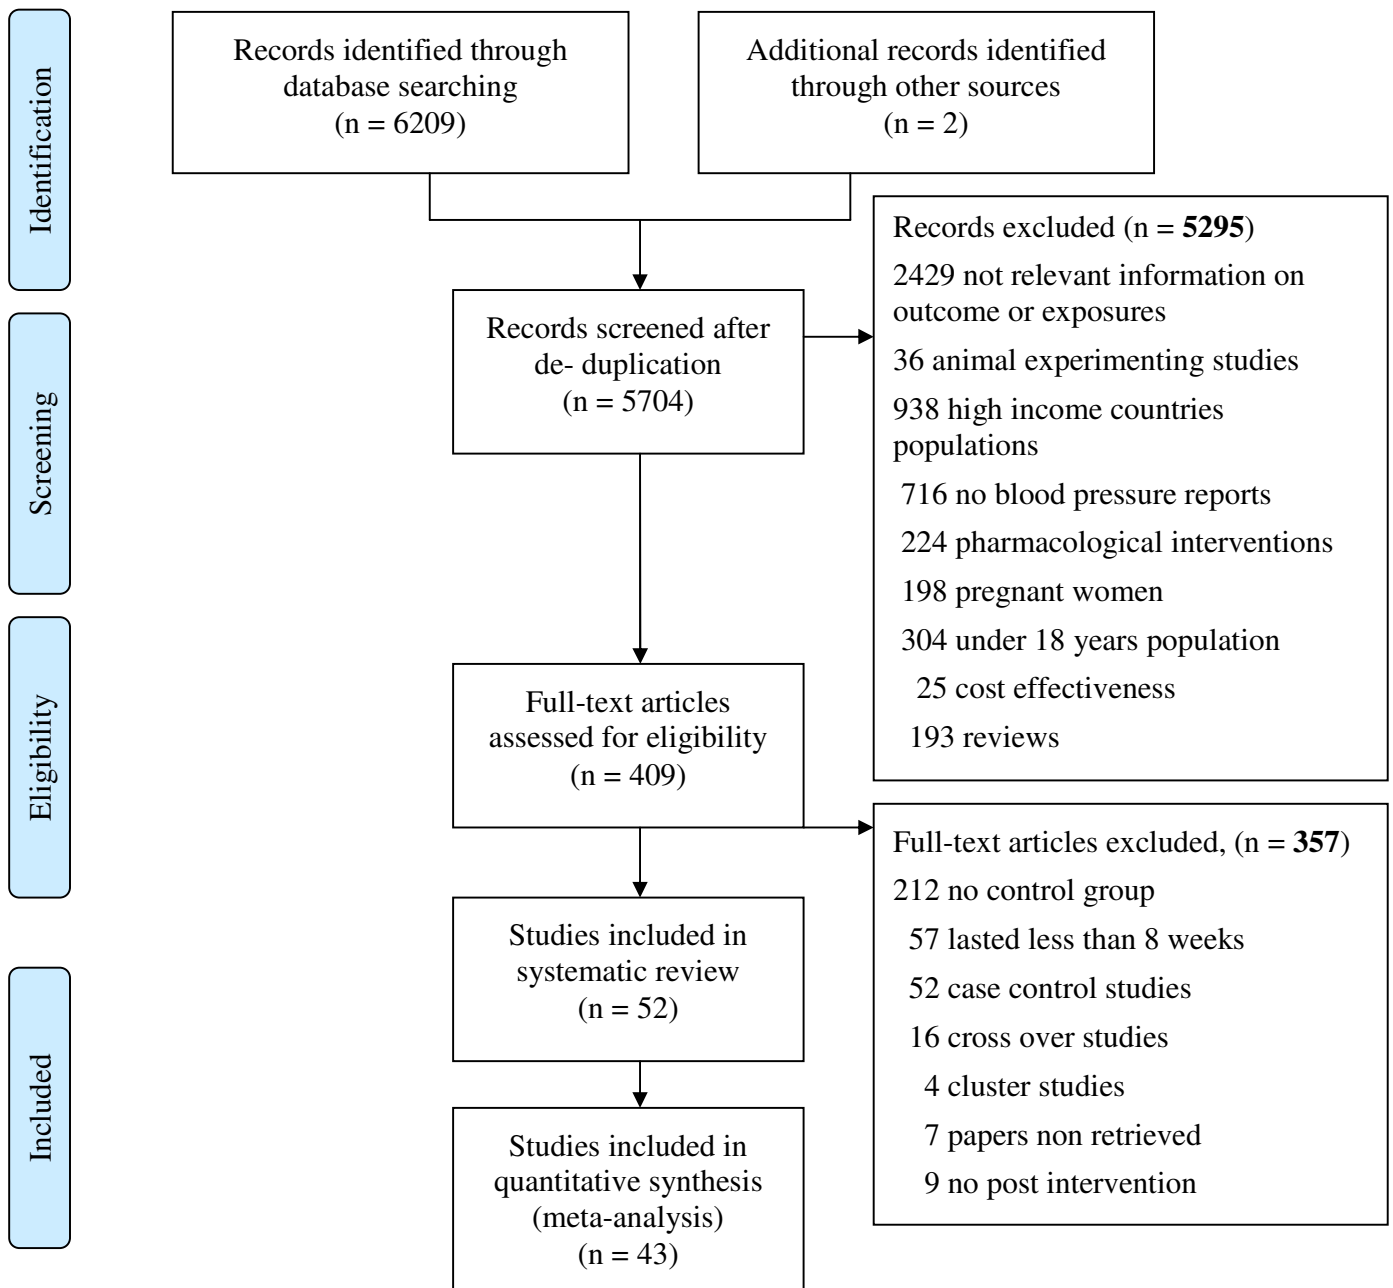 Identification
Records identified through
database searching
(n = 6209)
Additional records identified
through other sources
(n = 2)
Screening
Records screened after
de- duplication
(n = 5704)
Records excluded (n = 5295)
2429 not relevant information on
outcome or exposures
36 animal experimenting studies
938 high income countries
populations
716 no blood pressure reports
224 pharmacological interventions
198 pregnant women
304 under 18 years population
25 cost effectiveness
193 reviews
Eligibility
Full-text articles
assessed for eligibility
(n = 409)
Full-text articles excluded, (n = 357)
212 no control group
57 lasted less than 8 weeks
52 case control studies
16 cross over studies
4 cluster studies
7 papers non retrieved
9 no post intervention
Included
Studies included in
systematic review
(n = 52)
Studies included in
quantitative synthesis
(meta-analysis)
(n = 43)